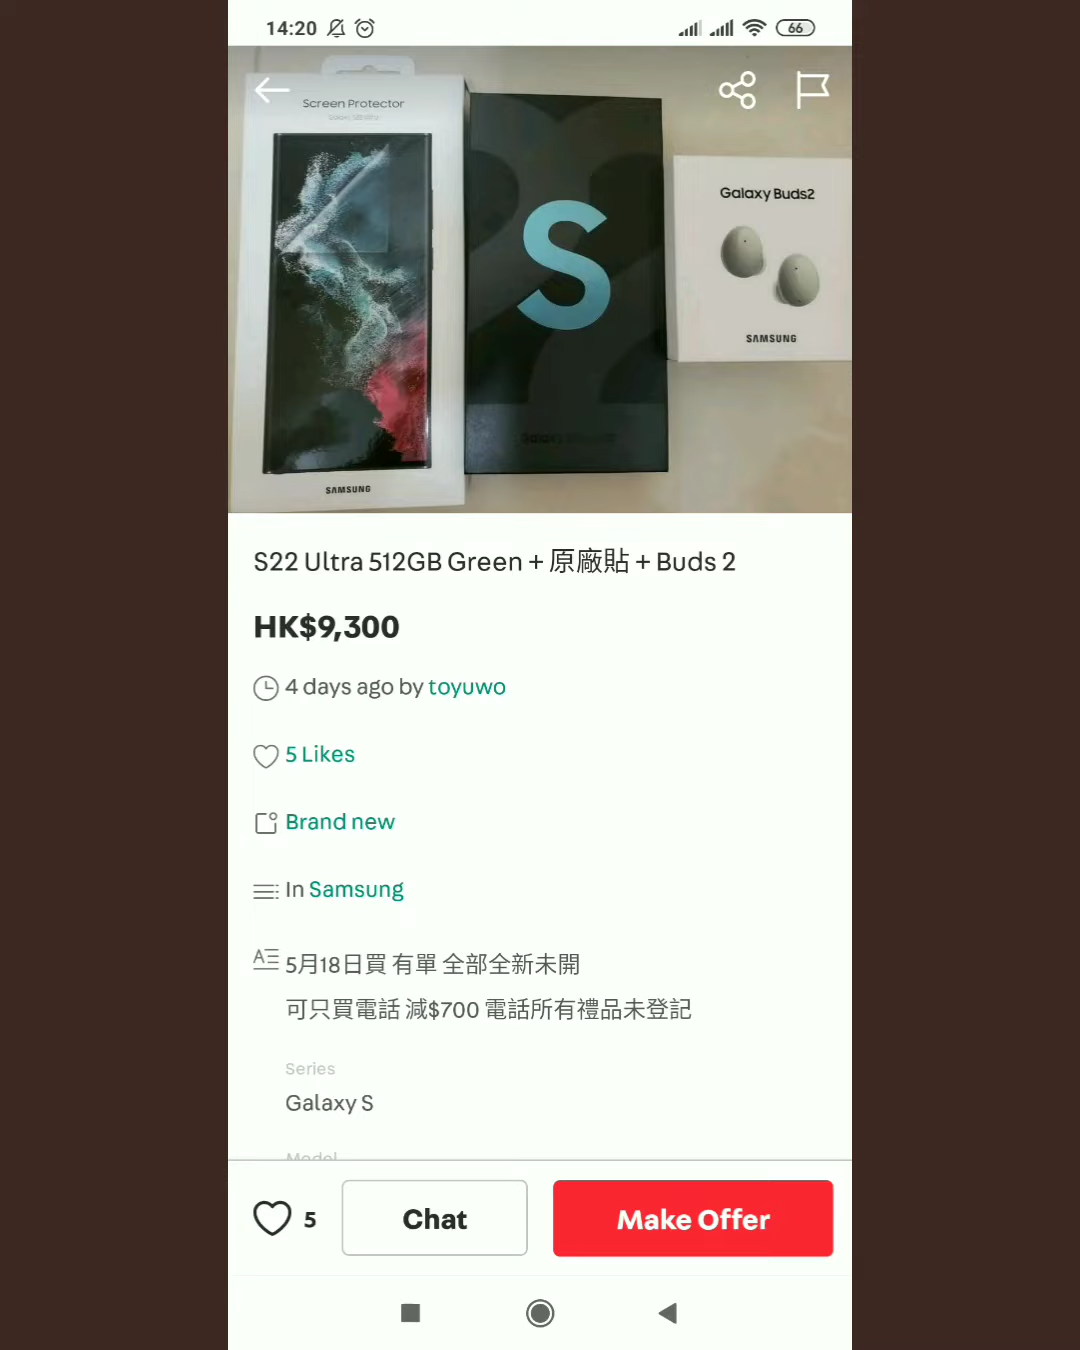 14:20
66
Screen Protector
SAMSUNG
S
Galaxy Buds2
SAMSUNG
S22 Ultra 512GB Green + 原廠貼 + Buds 2
HK$9,300
4 days ago by toyuwo
5 Likes
Brand new
In Samsung
5月18日買 有單 全部全新未開
可只買電話 減$700 電話所有禮品未登記
Series
Galaxy S
Model
5
Chat
Make Offer